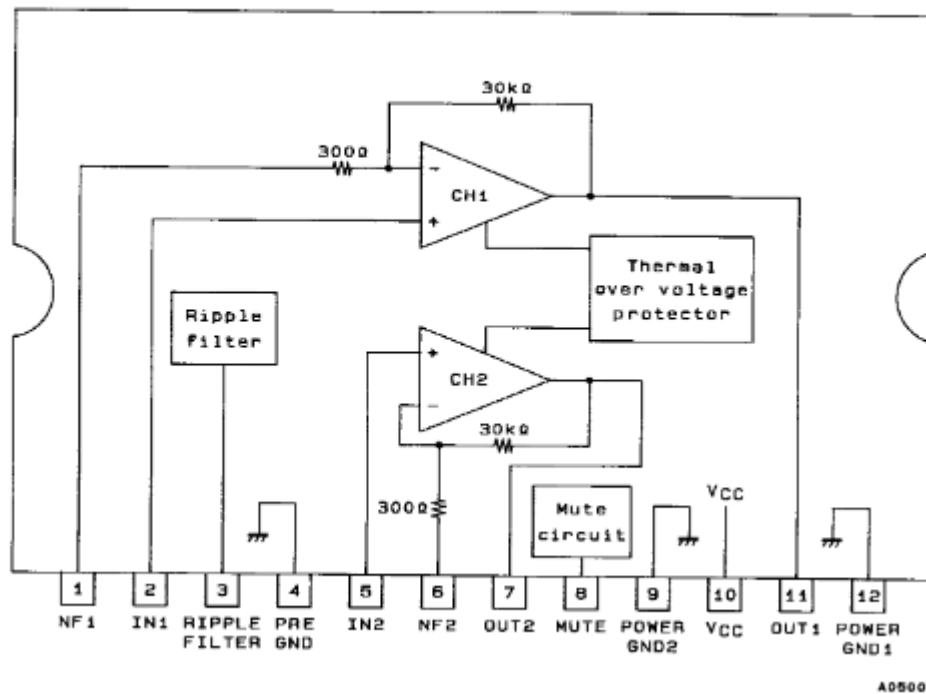 30kΩ
300Ω
-
CH1
+
Thermal
over voltage
protector
Ripple
filter
+
CH2
-
30kΩ
300Ω
Mute
circuit
VCC
1 2 3 4 5 6 7 8 9 10 11 12
NF1 IN1 RIPPLE FILTER PRE GND IN2 NF2 OUT2 MUTE POWER GND2 VCC OUT1 POWER GND1
A0500